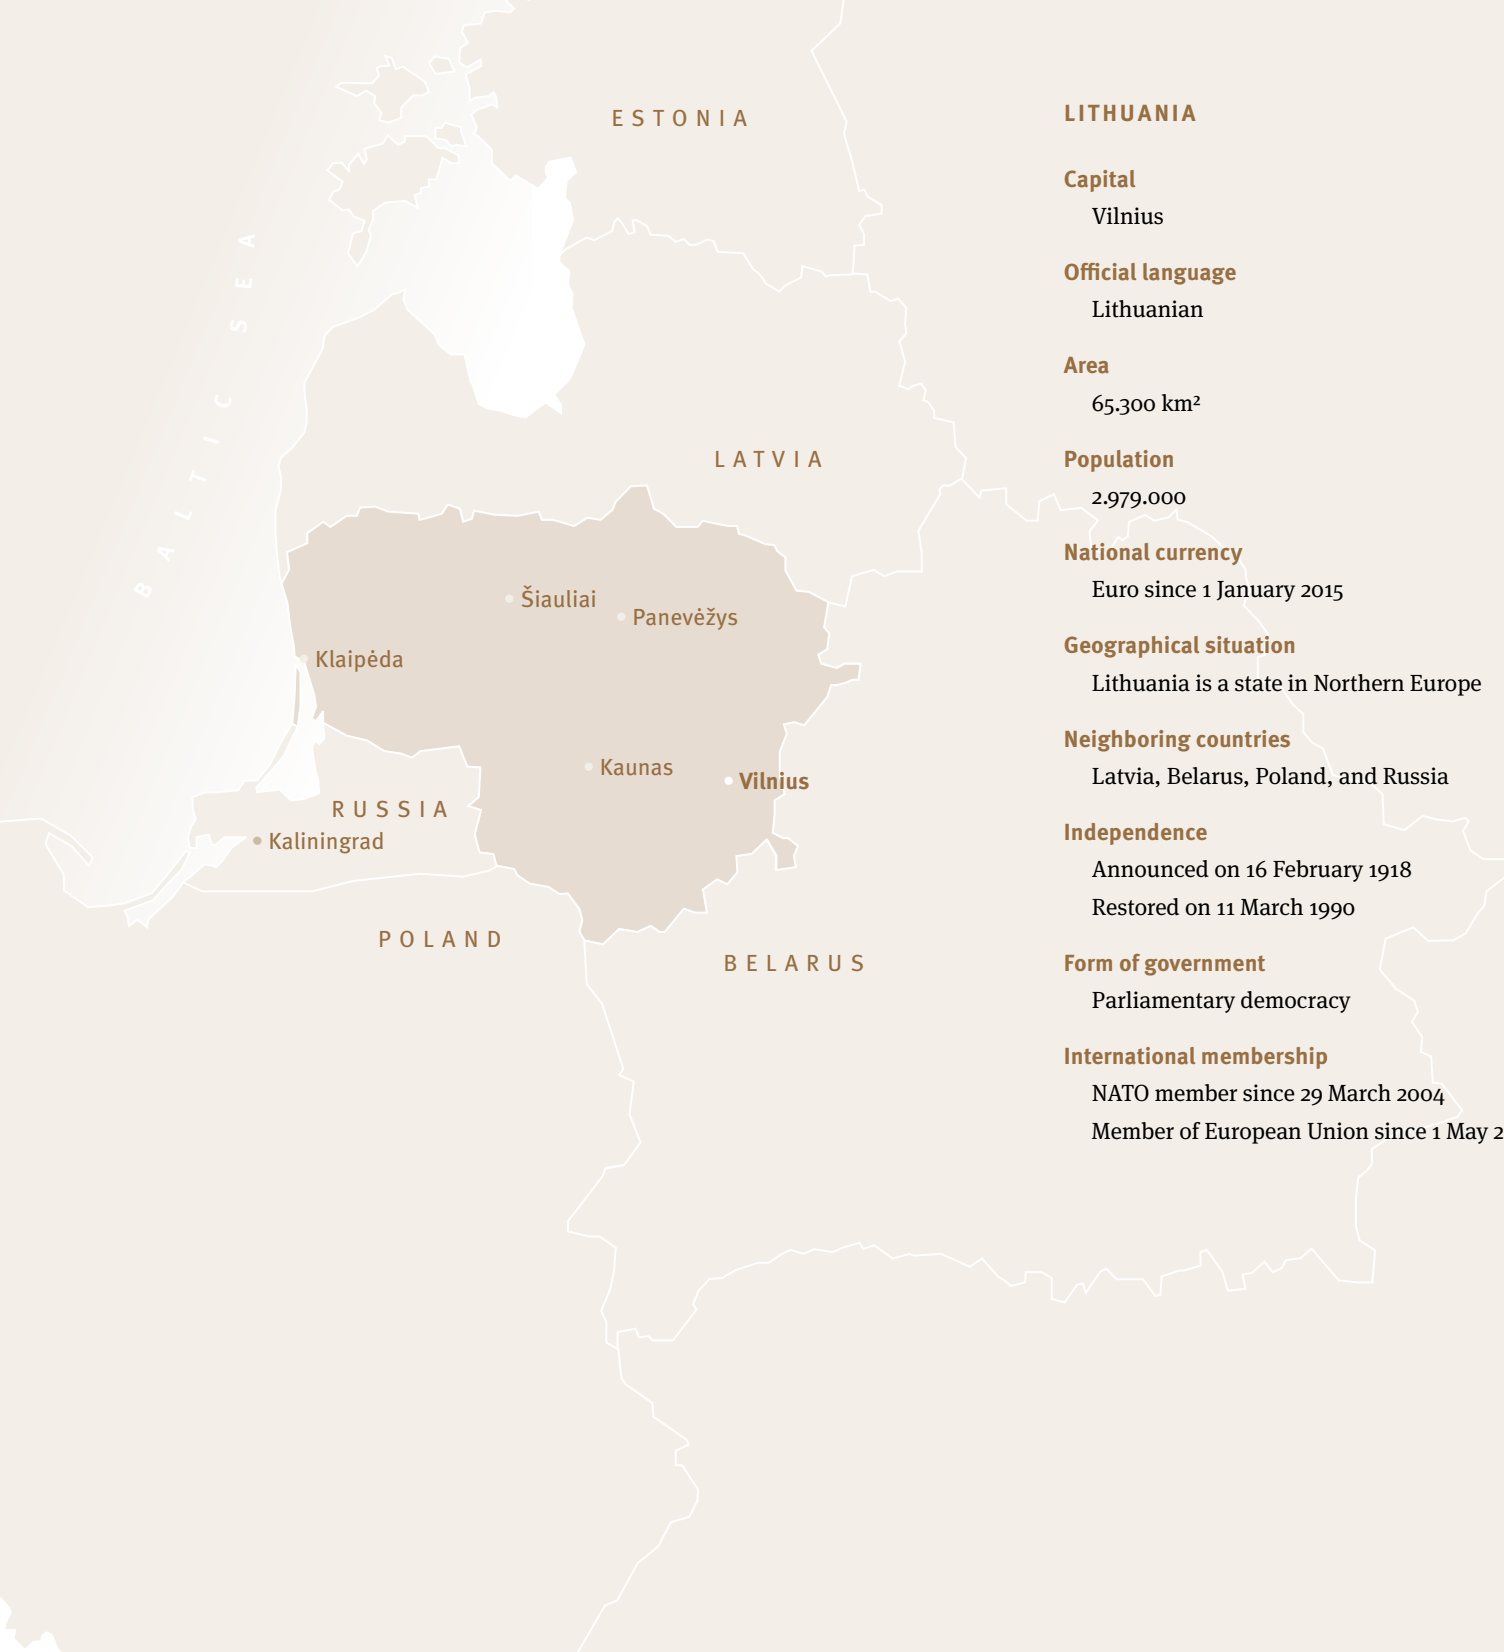 ESTONIA
BALTIC SEA
LATVIA
Šiauliai
Panevėžys
Klaipėda
Kaunas
Vilnius
RUSSIA
Kaliningrad
POLAND
BELARUS
LITHUANIA
Capital
Vilnius
Official language
Lithuanian
Area
65.300 km²
Population
2.979.000
National currency
Euro since 1 January 2015
Geographical situation
Lithuania is a state in Northern Europe
Neighboring countries
Latvia, Belarus, Poland, and Russia
Independence
Announced on 16 February 1918
Restored on 11 March 1990
Form of government
Parliamentary democracy
International membership
NATO member since 29 March 2004
Member of European Union since 1 May 2